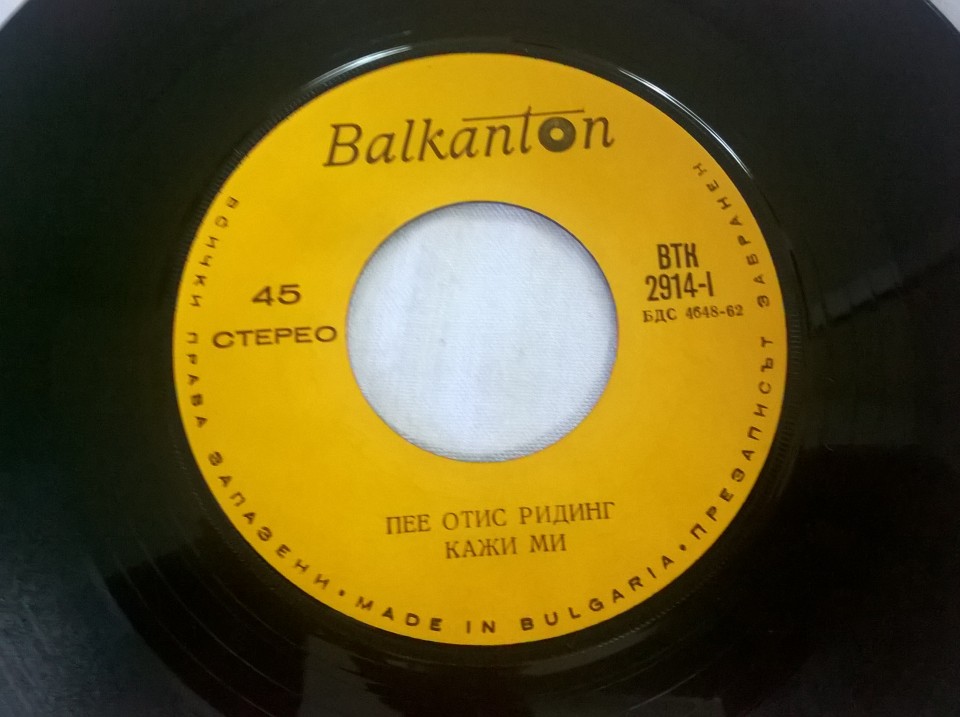 Balkanton
45
СТЕРЕО
ВТК
2914-I
БДС 4648-62
ПЕЕ ОТИС РИДИНГ
КАЖИ МИ
ВСИЧКИ ПРАВА ЗАПАЗЕНИ • MADE IN BULGARIA • ПРЕЗАПИСЪТ ЗАБРАНЕН